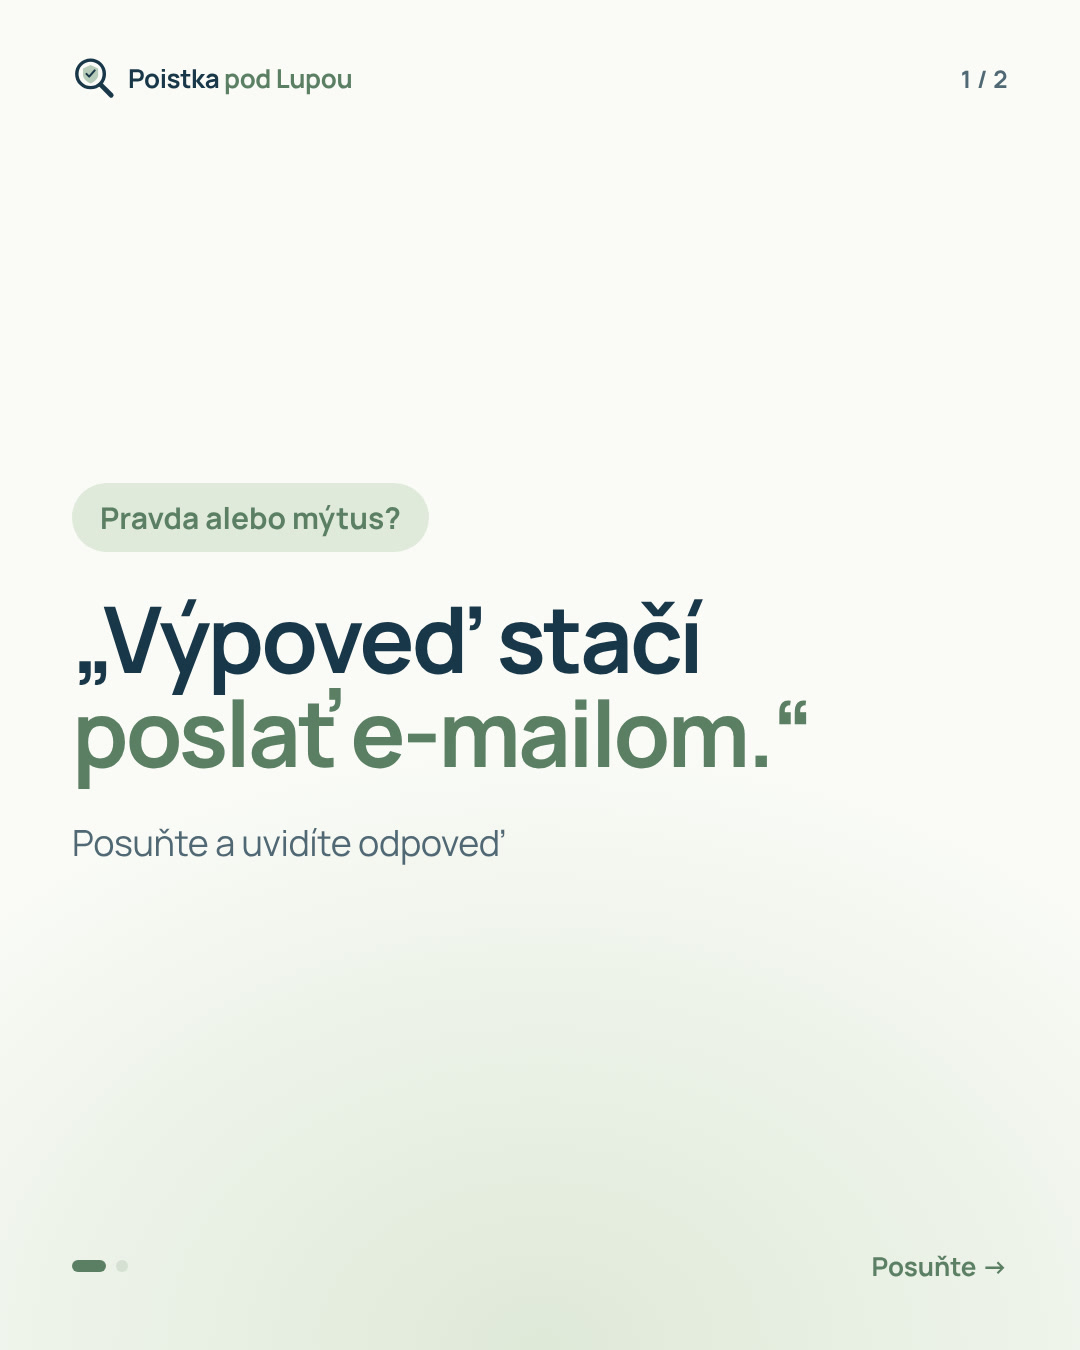 Poistka pod Lupou
1 / 2
Pravda alebo mýtus?
„Výpoveď stačí
poslať e-mailom.“
Posuňte a uvidíte odpoveď
Posuňte →